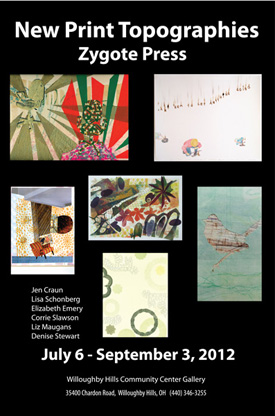 New Print Topographies
Zygote Press
Jen Craun
Lisa Schonberg
Elizabeth Emery
Corrie Slawson
Liz Maugans
Denise Stewart
July 6 - September 3, 2012
Willoughby Hills Community Center Gallery
35400 Chardon Road, Willoughby Hills, OH (440) 346-3255